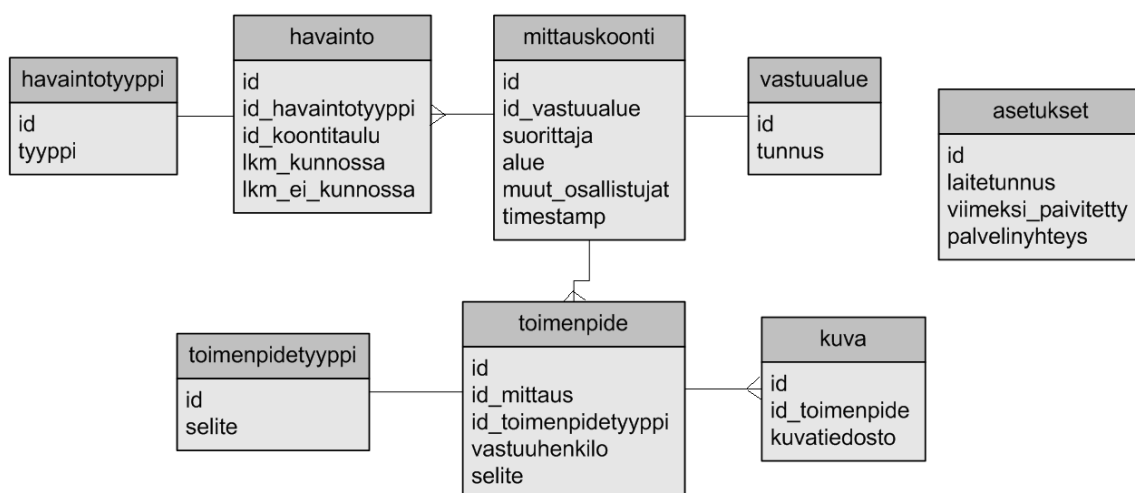 havaintotyyppi
id
tyyppi
havainto
id
id_havaintotyyppi
id_koontitaulu
lkm_kunnossa
lkm_ei_kunnossa
mittauskoonti
id
id_vastuualue
suorittaja
alue
muut_osallistujat
timestamp
vastuualue
id
tunnus
asetukset
id
laitetunnus
viimeksi_paivitetty
palvelinyhteys
toimenpidetyyppi
id
selite
toimenpide
id
id_mittaus
id_toimenpidetyyppi
vastuuhenkilo
selite
kuva
id
id_toimenpide
kuvatiedosto